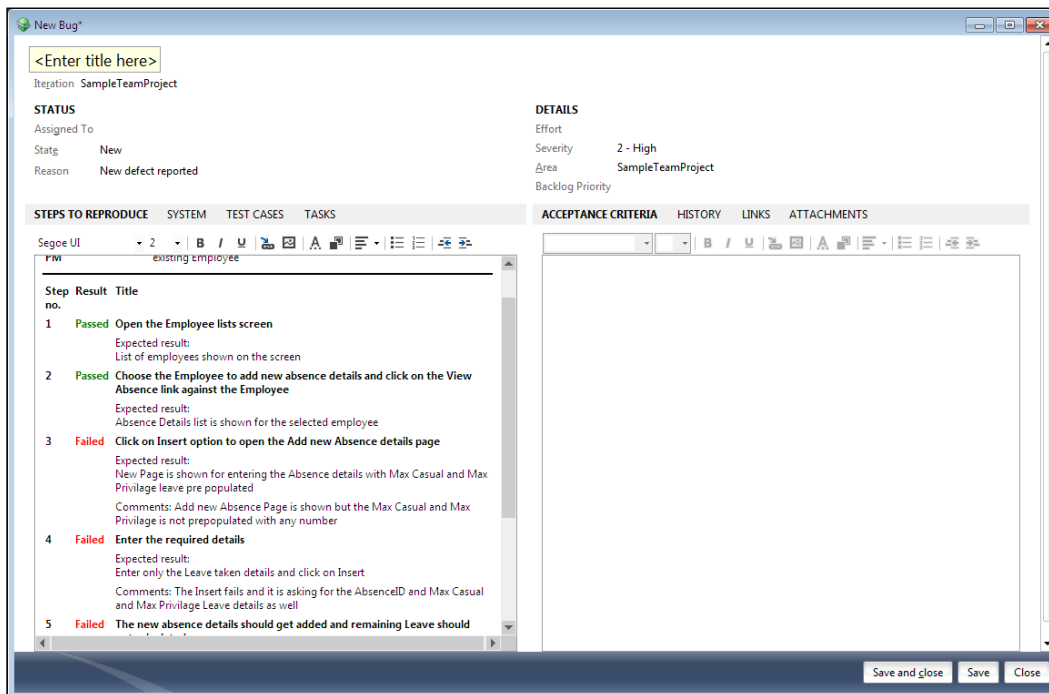 New Bug*
<Enter title here>
Iteration SampleTeamProject
STATUS
Assigned To
State New
Reason New defect reported
DETAILS
Effort
Severity 2 - High
Area SampleTeamProject
Backlog Priority
STEPS TO REPRODUCE SYSTEM TEST CASES TASKS
ACCEPTANCE CRITERIA HISTORY LINKS ATTACHMENTS
Segoe UI 2 B I U A
B I U A
PM existing Employee
Step Result Title
no.
1 Passed Open the Employee lists screen
Expected result:
List of employees shown on the screen
2 Passed Choose the Employee to add new absence details and click on the View
Absence link against the Employee
Expected result:
Absence Details list is shown for the selected employee
3 Failed Click on Insert option to open the Add new Absence details page
Expected result:
New Page is shown for entering the Absence details with Max Casual and Max
Privilage leave pre populated
Comments: Add new Absence Page is shown but the Max Casual and Max
Privilage is not prepopulated with any number
4 Failed Enter the required details
Expected result:
Enter only the Leave taken details and click on Insert
Comments: The Insert fails and it is asking for the AbsenceID and Max Casual
and Max Privilage Leave details as well
5 Failed The new absence details should get added and remaining Leave should
Save and close Save Close